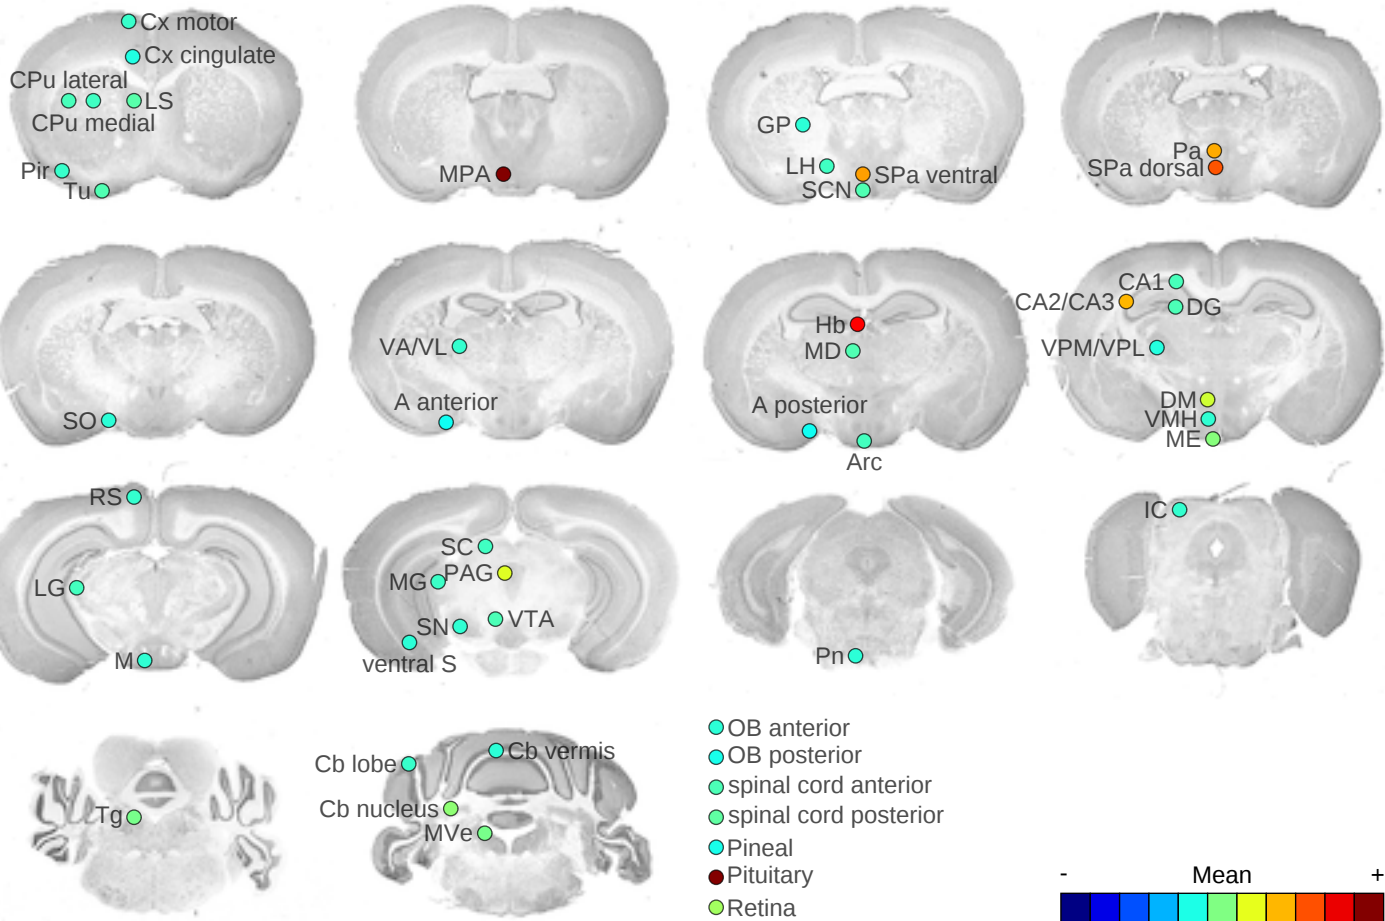 Cx motor
Cx cingulate
CPu lateral
LS
CPu medial
Pir
Tu
MPA
GP
LH
SPa ventral
SCN
Pa
SPa dorsal
SO
VA/VL
A anterior
Hb
MD
A posterior
Arc
CA1
CA2/CA3
DG
VPM/VPL
DM
VMH
ME
RS
LG
M
SC
MG
PAG
SN
VTA
ventral S
Pn
IC
Tg
Cb lobe
Cb vermis
Cb nucleus
MVe
OB anterior
OB posterior
spinal cord anterior
spinal cord posterior
Pineal
Pituitary
Retina
- Mean +